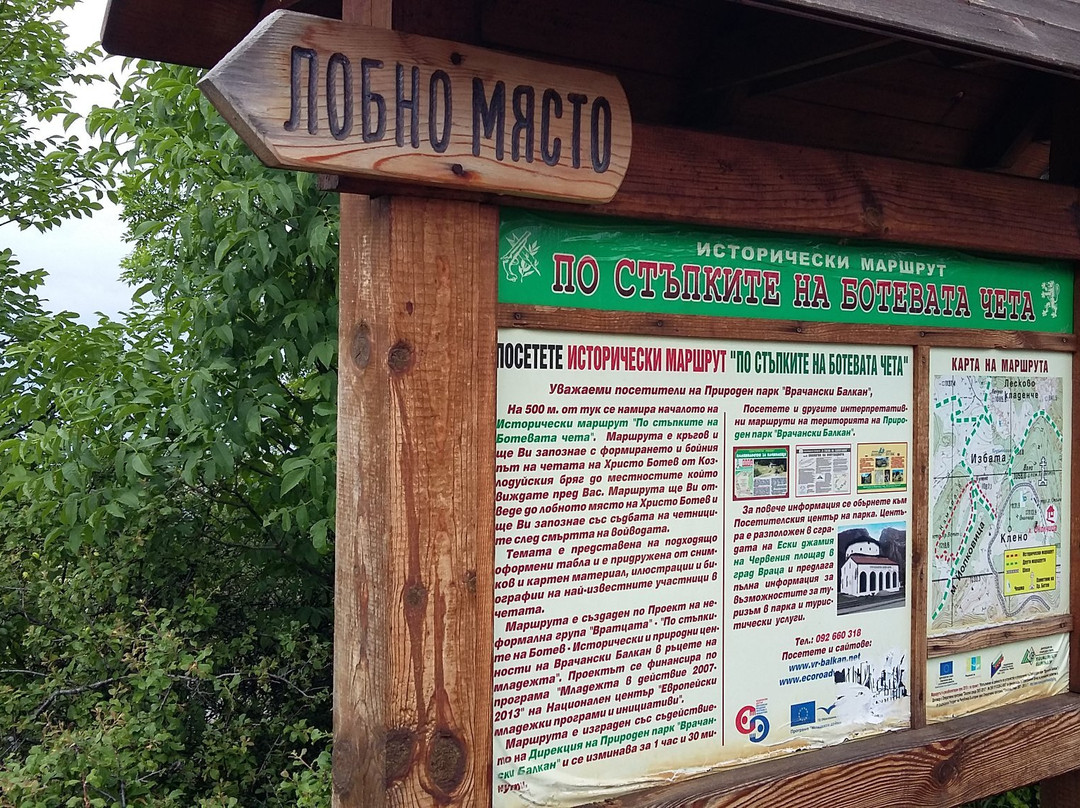 ЛОБНО МЯСТО
ИСТОРИЧЕСКИ МАРШРУТ
ПО СТЪПКИТЕ НА БОТЕВАТА ЧЕТА
ПОСЕТЕТЕ ИСТОРИЧЕСКИ МАРШРУТ "ПО СТЪПКИТЕ НА БОТЕВАТА ЧЕТА"
Уважаеми посетители на Природен парк "Врачански Балкан",
На 500 м. от тук се намира началото на
Исторически маршрут "По стъпките на
Ботевата чета". Маршрута е кръгов и
ще Ви запознае с формирането и бойния
път на четата на Христо Ботев от Коз-
лодуйския бряг до местностите който
виждате пред Вас. Маршрута ще Ви от-
веде до лобното място на Христо Ботев и
ще Ви запознае със съдбата на четници-
те след смъртта на войводата.
Темата е представена на подходящо
оформени табла и е придружена от сним-
ков и картен материал, илюстрации и би-
ографии на най-известните участници в
четата.
Маршрута е създаден по Проект на не-
формална група "Вратцата" - "По стъпки-
те на Ботев - Исторически и природни цен-
ности на Врачански Балкан в ръцете на
младежта". Проектът се финансира по
програма "Младежта в действие 2007-
2013" на Национален център "Европейски
младежки програми и инициативи".
Маршрута е изграден със съдействие-
то на Дирекция на Природен парк "Врачан-
ски Балкан" и се изминава за 1 час и 30 ми-
нути.
Посетете и другите интерпретатив-
ни маршрути на територията на Приро-
ден парк "Врачански Балкан".
За повече информация се обърнете към
Посетителския център на парка. Центъ-
ра е разположен в сгра-
дата на Ески джамия
на Червения площад в
град Враца и предлага
пълна информация за
възможностите за ту-
ризъм в парка и турис-
тически услуги.
Тел.: 092 660 318
Посетете и сайтове:
www.vr-balkan.net
www.ecoroad
КАРТА НА МАРШРУТА
Лесково
кладенче
Избата
Клено